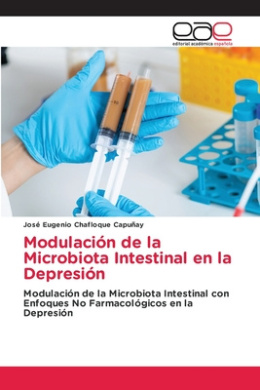 eae
editorial académica española
José Eugenio Chafloque Capuñay
Modulación de la
Microbiota Intestinal en la
Depresión
Modulación de la Microbiota Intestinal con
Enfoques No Farmacológicos en la
Depresión